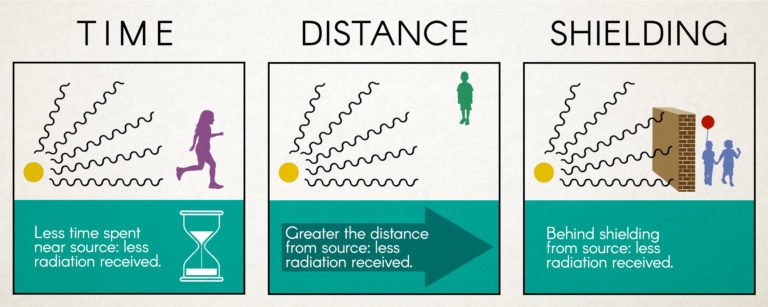 TIME
DISTANCE
SHIELDING
Less time spent
near source: less
radiation received.
Greater the distance
from source: less
radiation received.
Behind shielding
from source: less
radiation received.